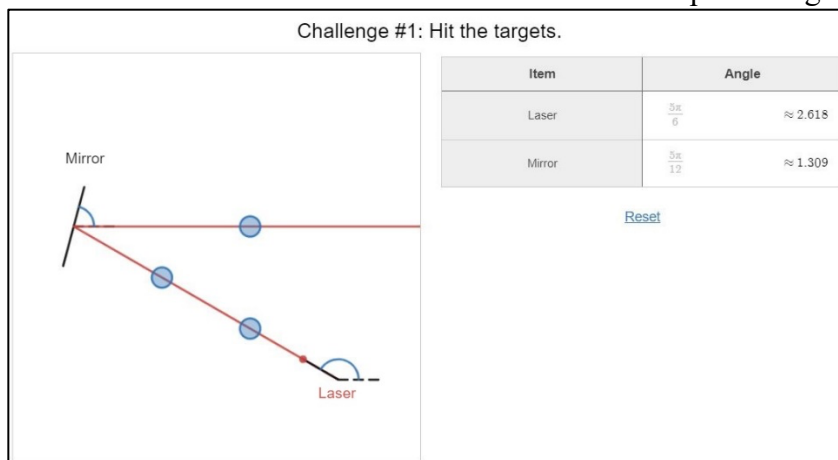 Challenge #1: Hit the targets.
Item Angle
Laser 5π/6 ≈ 2.618
Mirror 5π/12 ≈ 1.309
Reset
Mirror
Laser